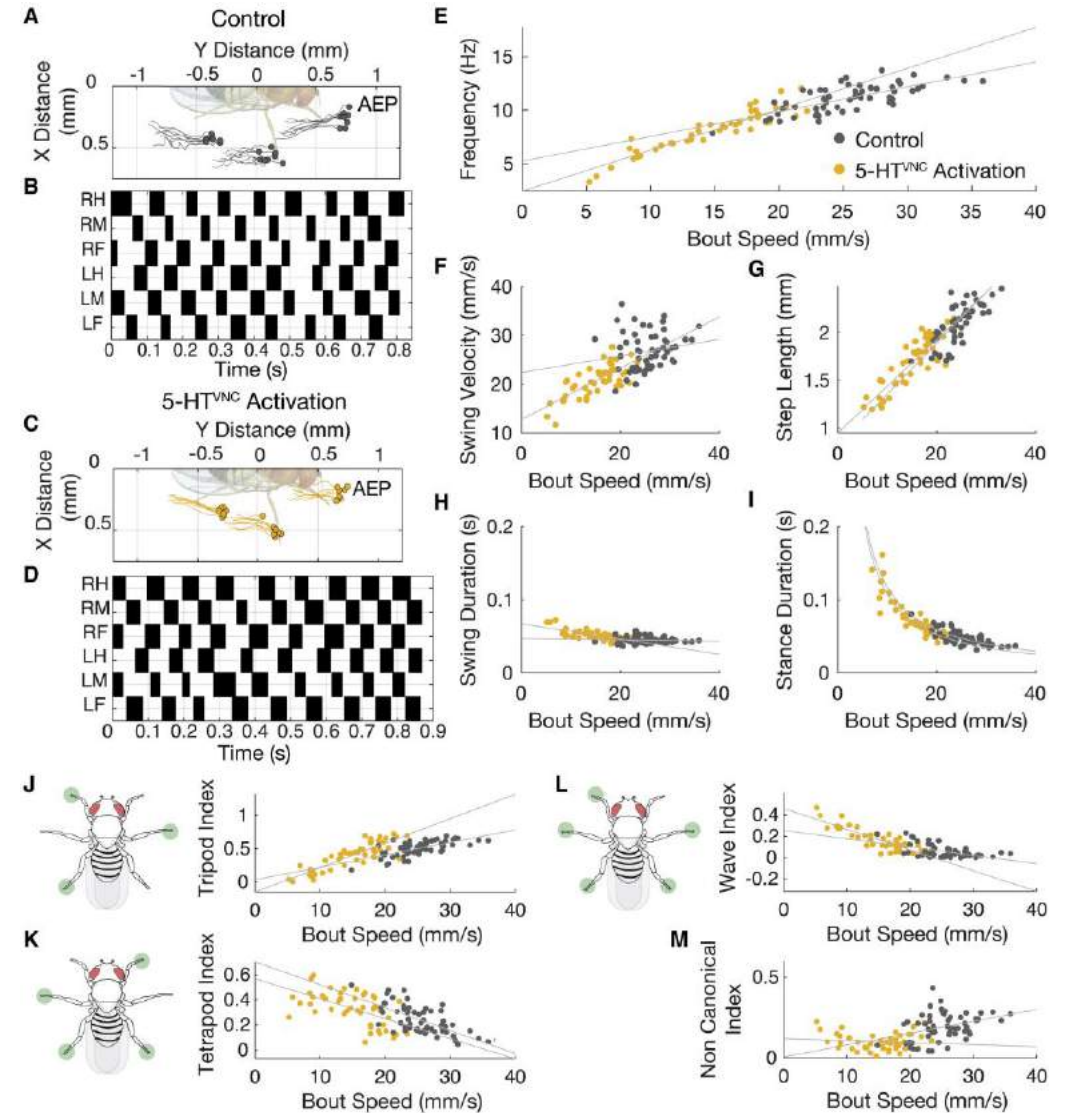 A
Control
Y Distance (mm)
-1 -0.5 0 0.5 1
X Distance (mm)
0
0.5
AEP
B
RH
RM
RF
LH
LM
LF
0 0.1 0.2 0.3 0.4 0.5 0.6 0.7 0.8
Time (s)
5-HTVNC Activation
C
Y Distance (mm)
-1 -0.5 0 0.5 1
X Distance (mm)
0
0.5
AEP
D
RH
RM
RF
LH
LM
LF
0 0.1 0.2 0.3 0.4 0.5 0.6 0.7 0.8 0.9
Time (s)
E
Frequency (Hz)
15
10
5
Control
5-HTVNC Activation
0 5 10 15 20 25 30 35 40
Bout Speed (mm/s)
F
Swing Velocity (mm/s)
40
30
20
10
0 20 40
Bout Speed (mm/s)
G
Step Length (mm)
2
1.5
1
0 20 40
Bout Speed (mm/s)
H
Swing Duration (s)
0.2
0.1
0
0 20 40
Bout Speed (mm/s)
I
Stance Duration (s)
0.2
0.1
0
0 20 40
Bout Speed (mm/s)
J
Tripod Index
1
0.5
0
0 10 20 30 40
Bout Speed (mm/s)
K
Tetrapod Index
0.6
0.4
0.2
0
0 10 20 30 40
Bout Speed (mm/s)
L
Wave Index
0.4
0.2
0
-0.2
0 10 20 30 40
Bout Speed (mm/s)
M
Non Canonical
Index
0.5
0
0 10 20 30 40
Bout Speed (mm/s)